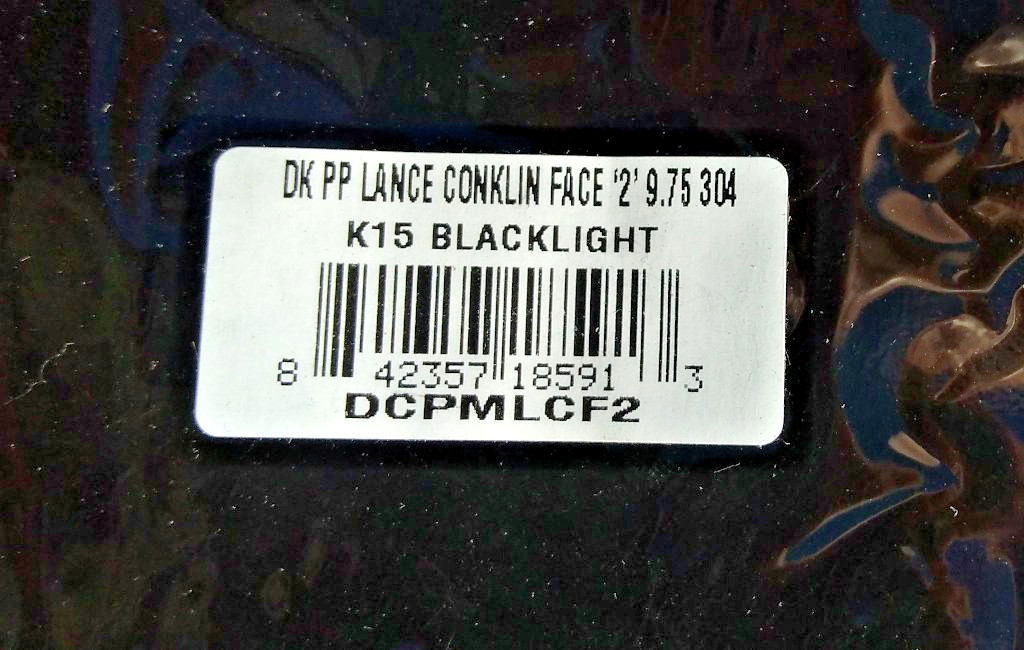 DK PP LANCE CONKLIN FACE '2' 9.75 304
K15 BLACKLIGHT
8 42357 18591 3
DCPMLCF2